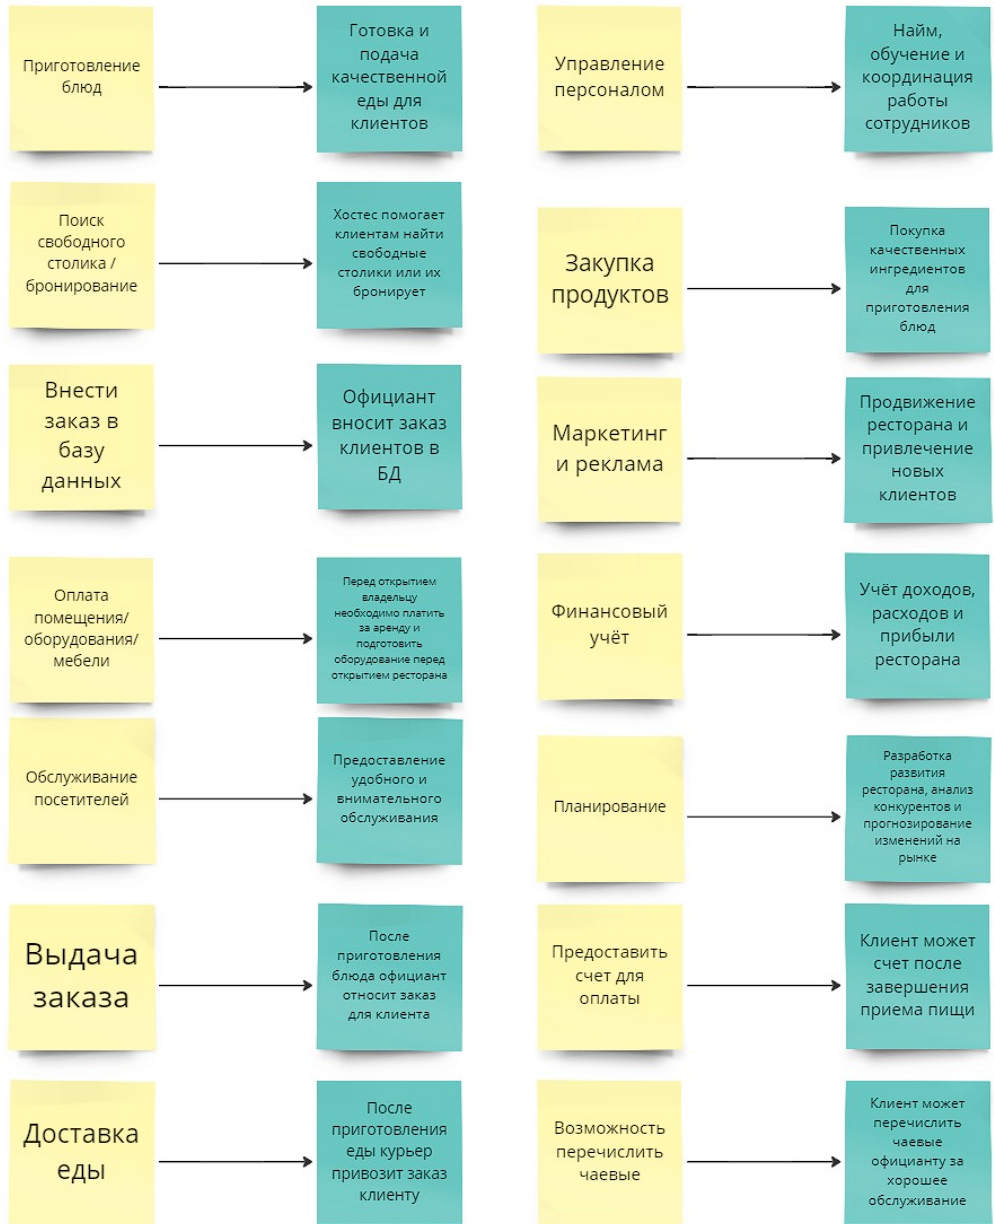 Приготовление
блюд
Готовка и
подача
качественной
еды для
клиентов
Управление
персоналом
Найм,
обучение и
координация
работы
сотрудников
Поиск
свободного
столика /
бронирование
Хостес помогает
клиентам найти
свободные
столики или их
бронирует
Закупка
продуктов
Покупка
качественных
ингредиентов
для
приготовления
блюд
Внести
заказ в
базу
данных
Официант
вносит заказ
клиентов в
БД
Маркетинг
и реклама
Продвижение
ресторана и
привлечение
новых
клиентов
Оплата
помещения/
оборудования/
мебели
Перед открытием
владельцу
необходимо платить
за аренду и
подготовить
оборудование перед
открытием ресторана
Финансовый
учёт
Учёт доходов,
расходов и
прибыли
ресторана
Обслуживание
посетителей
Предоставление
удобного и
внимательного
обслуживания
Планирование
Разработка
развития
ресторана, анализ
конкурентов и
прогнозирование
изменений на
рынке
Выдача
заказа
После
приготовления
блюда официант
относит заказ
для клиента
Предоставить
счет для
оплаты
Клиент может
счет после
завершения
приема пищи
Доставка
еды
После
приготовления
еды курьер
привозит заказ
клиенту
Возможность
перечислить
чаевые
Клиент может
перечислить
чаевые
официанту за
хорошее
обслуживание